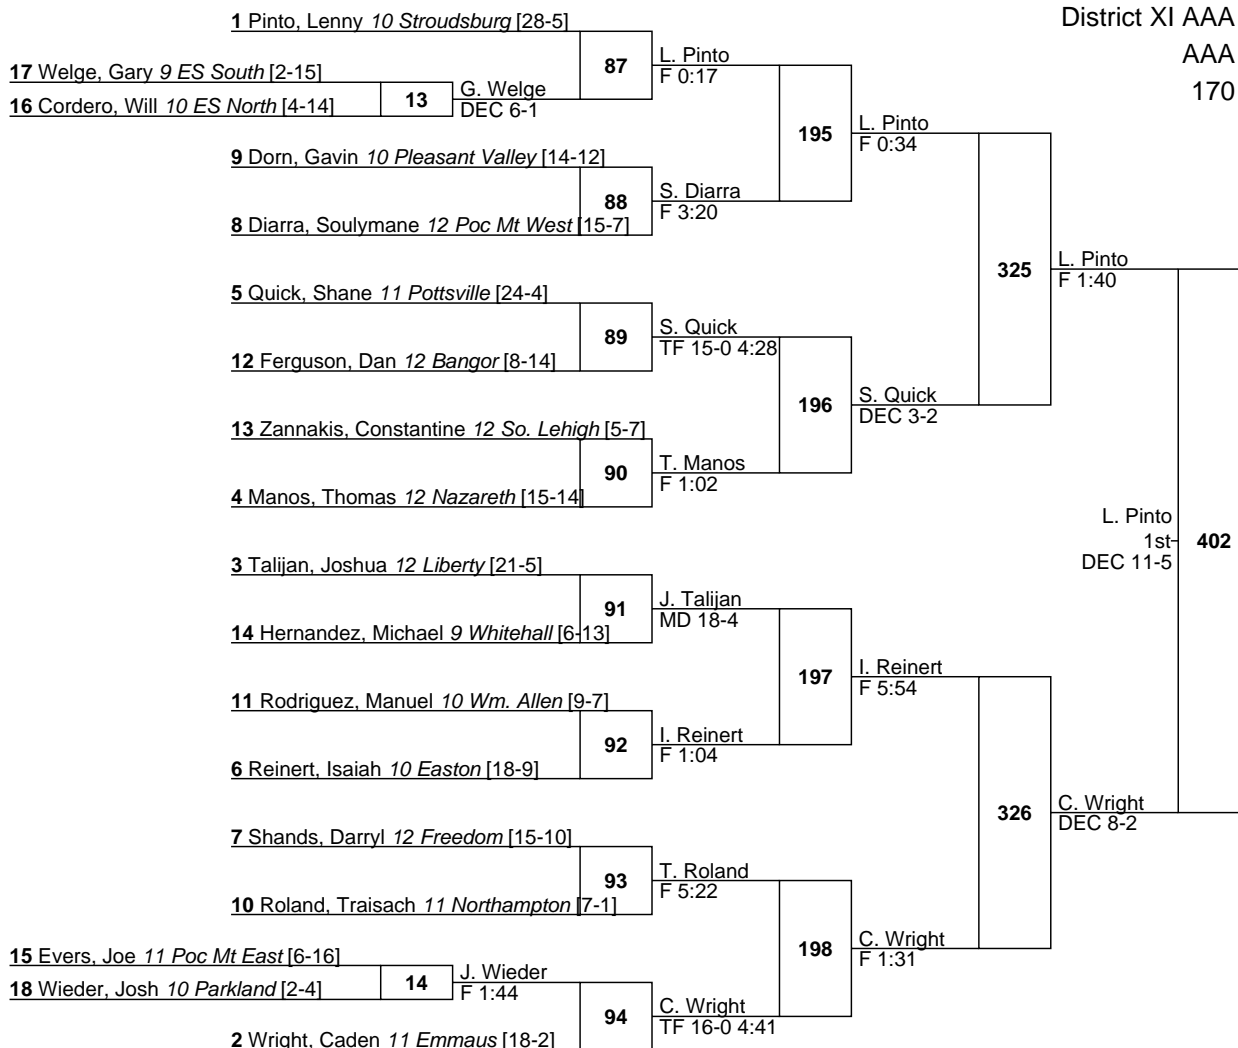 District XI AAA
AAA
170
1 Pinto, Lenny 10 Stroudsburg [28-5]
87
L. Pinto
F 0:17
17 Welge, Gary 9 ES South [2-15]
13
G. Welge
DEC 6-1
16 Cordero, Will 10 ES North [4-14]
195
L. Pinto
F 0:34
9 Dorn, Gavin 10 Pleasant Valley [14-12]
88
S. Diarra
F 3:20
8 Diarra, Soulymane 12 Poc Mt West [15-7]
325
L. Pinto
F 1:40
5 Quick, Shane 11 Pottsville [24-4]
89
S. Quick
TF 15-0 4:28
12 Ferguson, Dan 12 Bangor [8-14]
196
S. Quick
DEC 3-2
13 Zannakis, Constantine 12 So. Lehigh [5-7]
90
T. Manos
F 1:02
4 Manos, Thomas 12 Nazareth [15-14]
L. Pinto
1st
DEC 11-5
402
3 Talijan, Joshua 12 Liberty [21-5]
91
J. Talijan
MD 18-4
14 Hernandez, Michael 9 Whitehall [6-13]
197
I. Reinert
F 5:54
11 Rodriguez, Manuel 10 Wm. Allen [9-7]
92
I. Reinert
F 1:04
6 Reinert, Isaiah 10 Easton [18-9]
326
C. Wright
DEC 8-2
7 Shands, Darryl 12 Freedom [15-10]
93
T. Roland
F 5:22
10 Roland, Traisach 11 Northampton [7-1]
198
C. Wright
F 1:31
15 Evers, Joe 11 Poc Mt East [6-16]
14
J. Wieder
F 1:44
18 Wieder, Josh 10 Parkland [2-4]
94
C. Wright
TF 16-0 4:41
2 Wright, Caden 11 Emmaus [18-2]